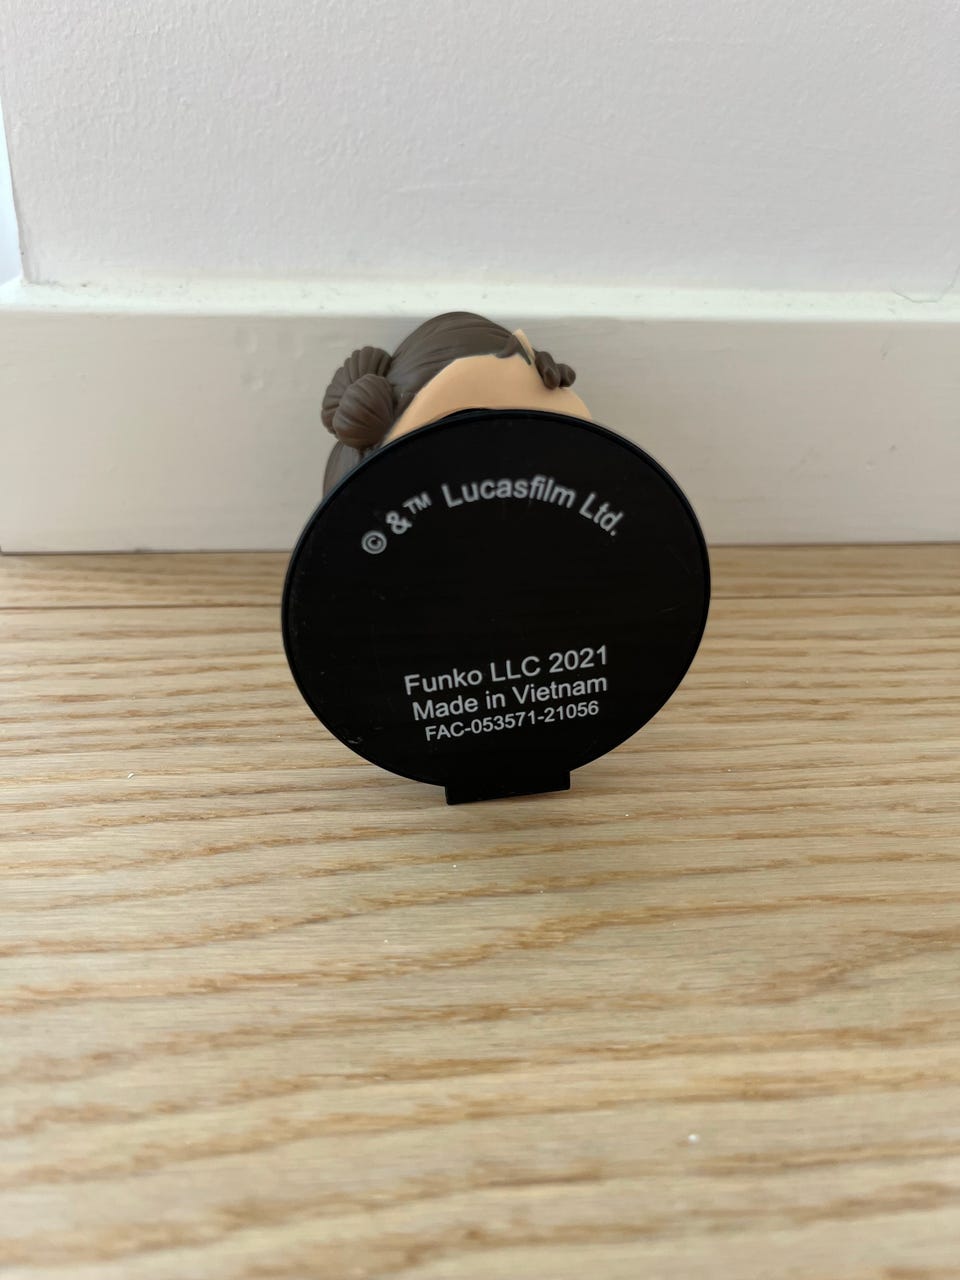 © &™ Lucasfilm Ltd.
Funko LLC 2021
Made in Vietnam
FAC-053571-21056